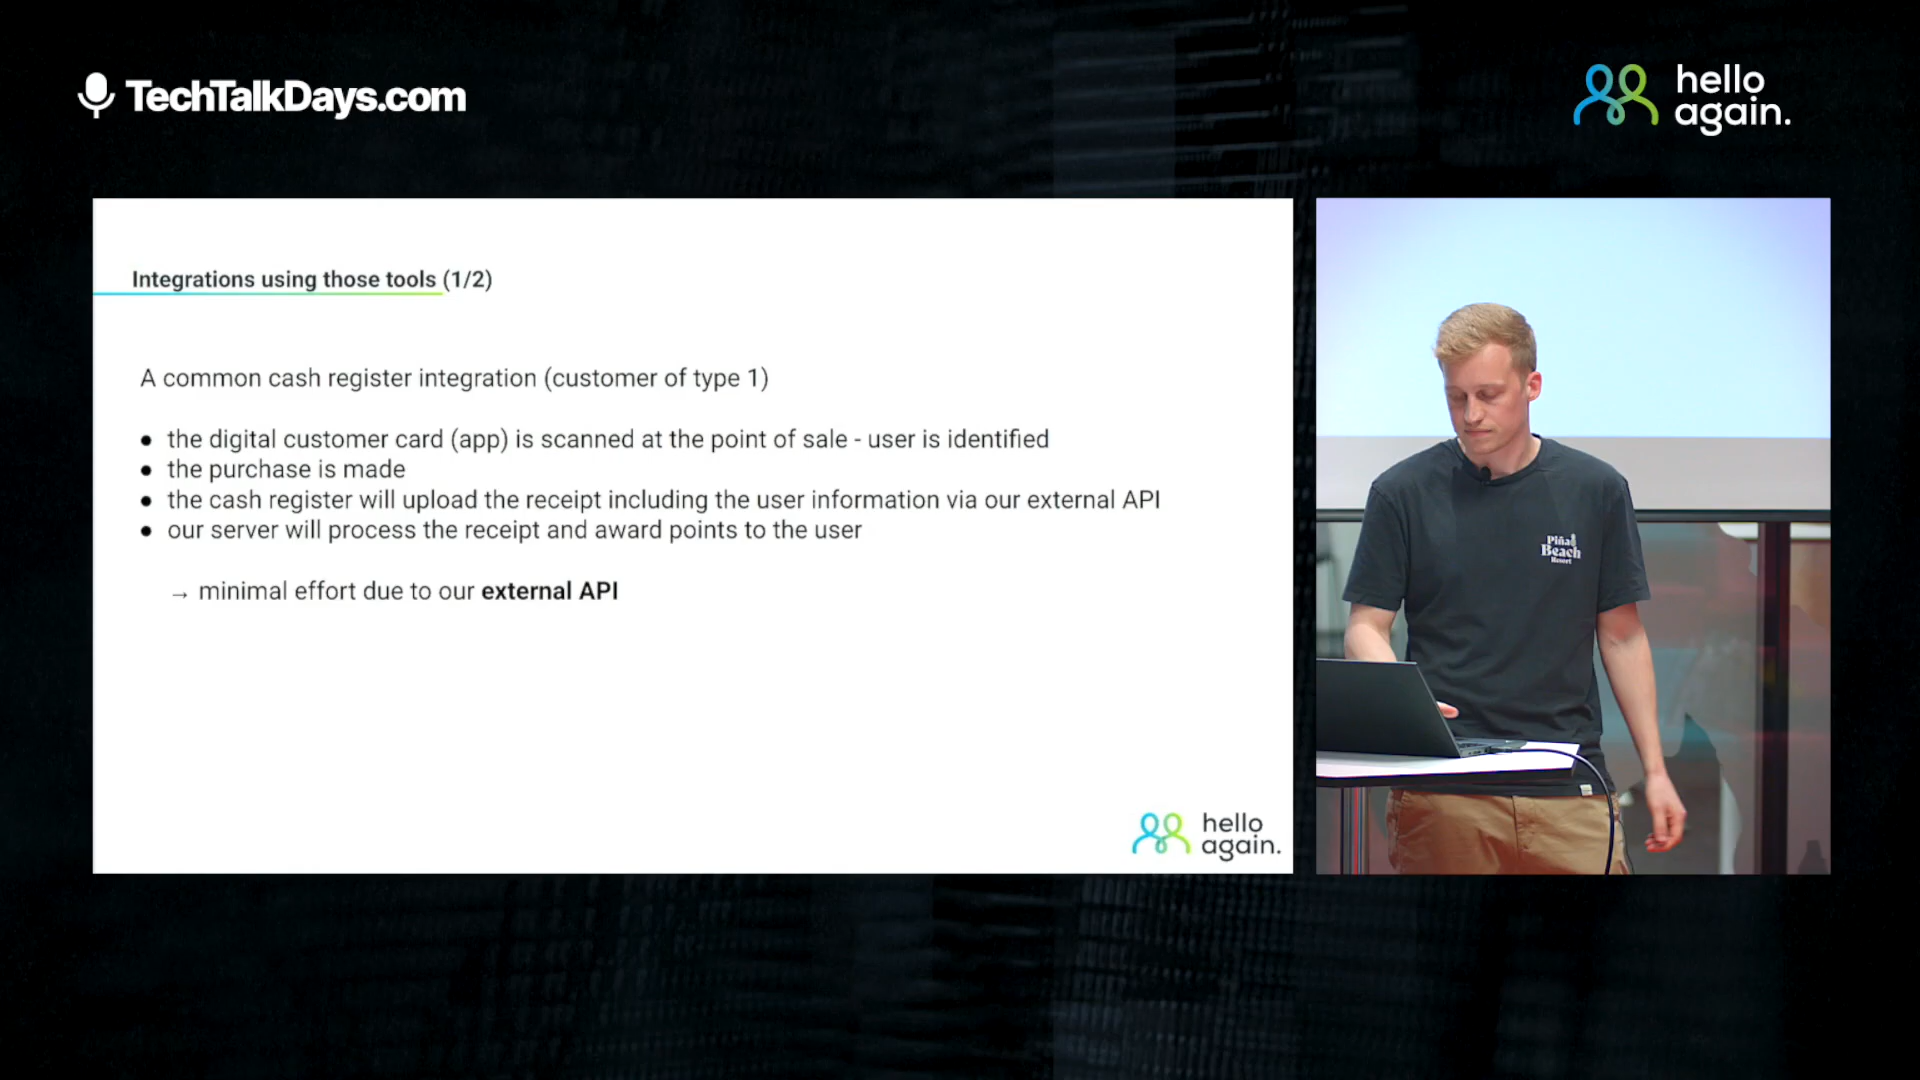 TechTalkDays.com
hello
again.
Integrations using those tools (1/2)
A common cash register integration (customer of type 1)
● the digital customer card (app) is scanned at the point of sale - user is identified
● the purchase is made
● the cash register will upload the receipt including the user information via our external API
● our server will process the receipt and award points to the user
→ minimal effort due to our external API
hello
again.
Piña
Beach
Resort